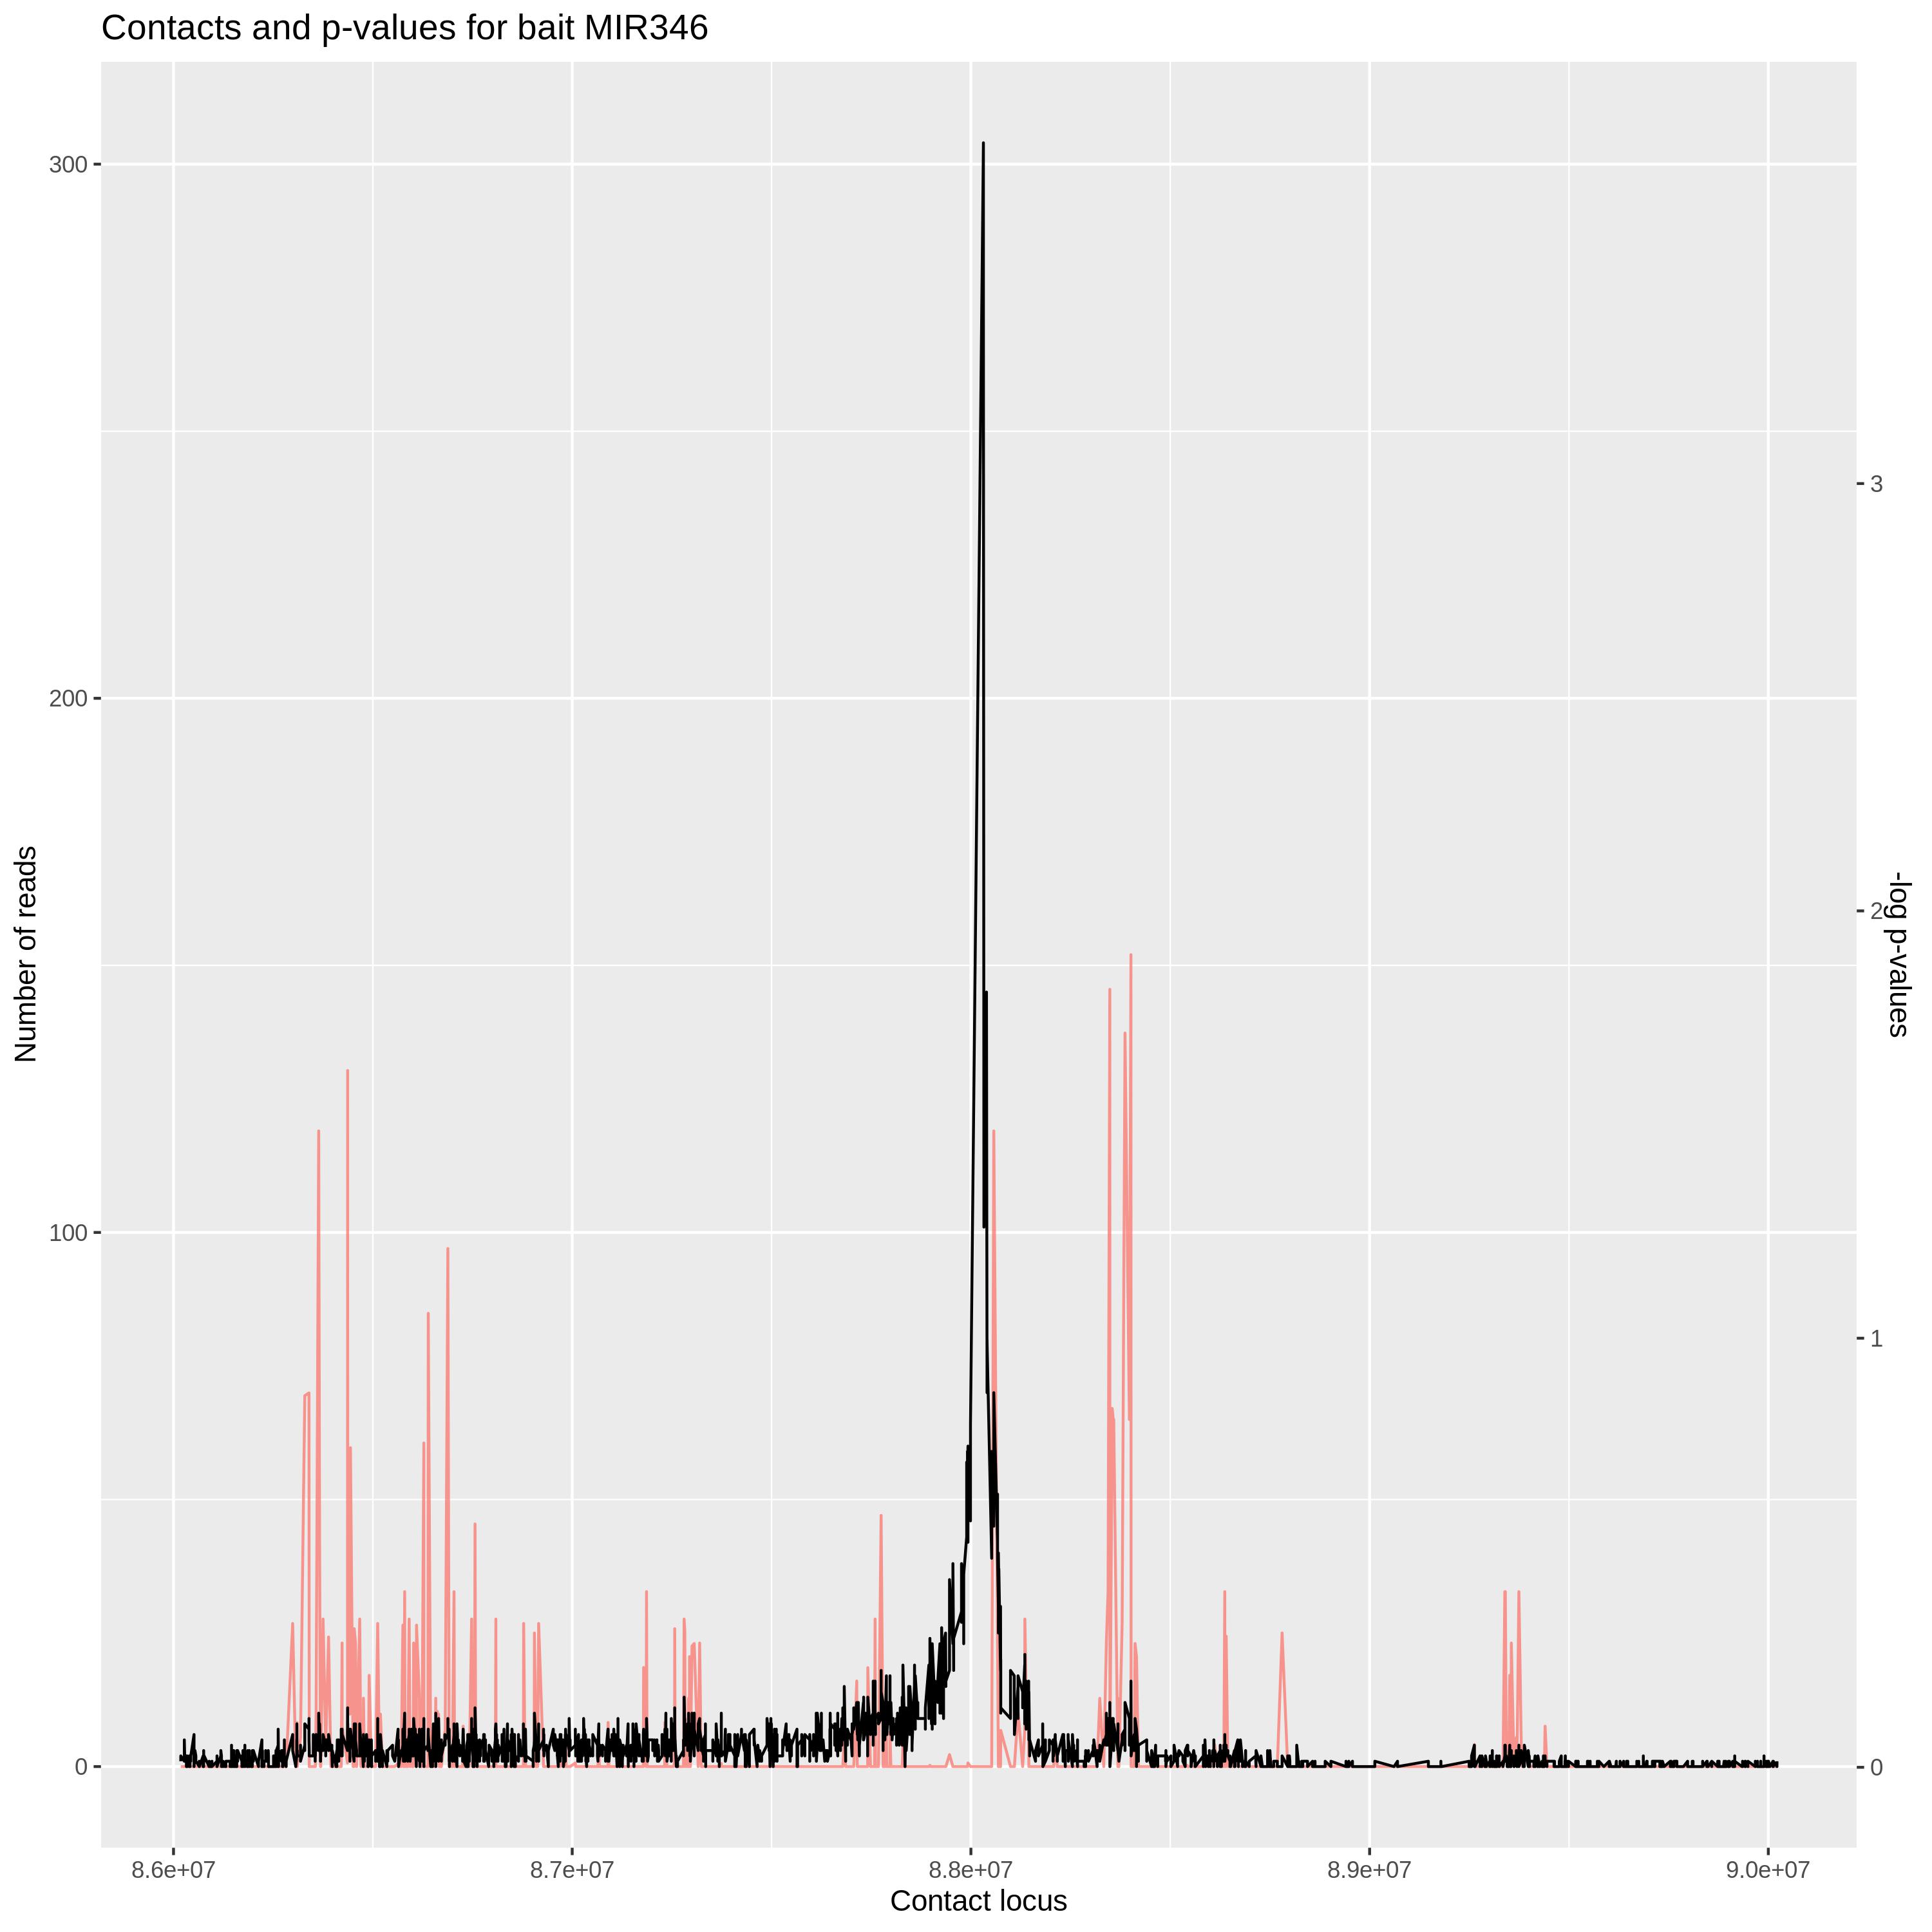 Contacts and p-values for bait MIR346
Number of reads
300
200
100
0
3
2
1
0
-log p-values
8.6e+07
8.7e+07
8.8e+07
8.9e+07
9.0e+07
Contact locus